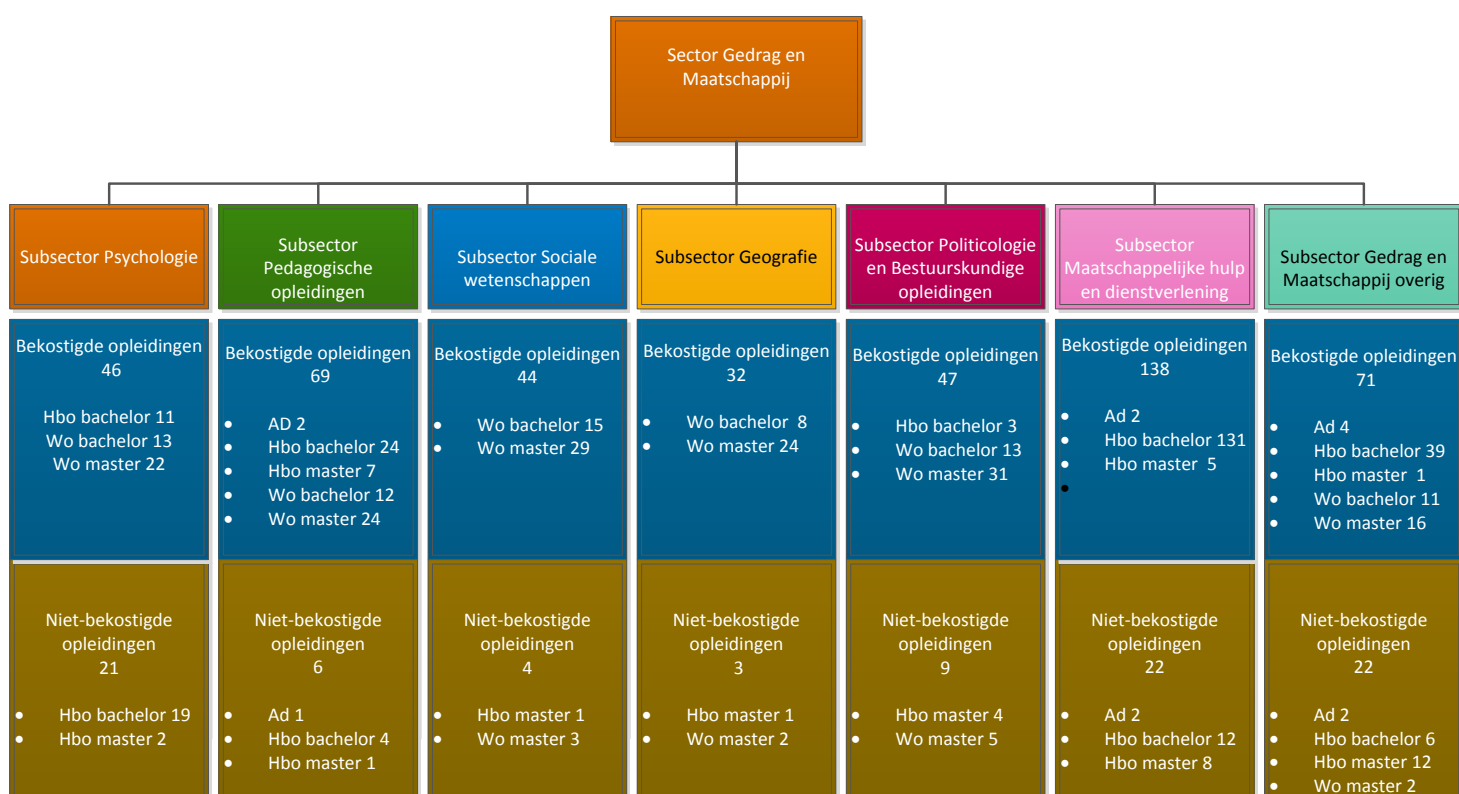 Sector Gedrag en
Maatschappij
Subsector Psychologie
Subsector
Pedagogische
opleidingen
Subsector Sociale
wetenschappen
Subsector Geografie
Subsector Politicologie
en Bestuurskundige
opleidingen
Subsector
Maatschappelijke hulp
en dienstverlening
Subsector Gedrag en
Maatschappij overig
Bekostigde opleidingen
46
Hbo bachelor 11
Wo bachelor 13
Wo master 22
Bekostigde opleidingen
69
• AD 2
• Hbo bachelor 24
• Hbo master 7
• Wo bachelor 12
• Wo master 24
Bekostigde opleidingen
44
• Wo bachelor 15
• Wo master 29
Bekostigde opleidingen
32
• Wo bachelor 8
• Wo master 24
Bekostigde opleidingen
47
• Hbo bachelor 3
• Wo bachelor 13
• Wo master 31
Bekostigde opleidingen
138
• Ad 2
• Hbo bachelor 131
• Hbo master 5
•
Bekostigde opleidingen
71
• Ad 4
• Hbo bachelor 39
• Hbo master 1
• Wo bachelor 11
• Wo master 16
Niet-bekostigde
opleidingen
21
• Hbo bachelor 19
• Hbo master 2
Niet-bekostigde
opleidingen
6
• Ad 1
• Hbo bachelor 4
• Hbo master 1
Niet-bekostigde
opleidingen
4
• Hbo master 1
• Wo master 3
Niet-bekostigde
opleidingen
3
• Hbo master 1
• Wo master 2
Niet-bekostigde
opleidingen
9
• Hbo master 4
• Wo master 5
Niet-bekostigde
opleidingen
22
• Ad 2
• Hbo bachelor 12
• Hbo master 8
Niet-bekostigde
opleidingen
22
• Ad 2
• Hbo bachelor 6
• Hbo master 12
• Wo master 2